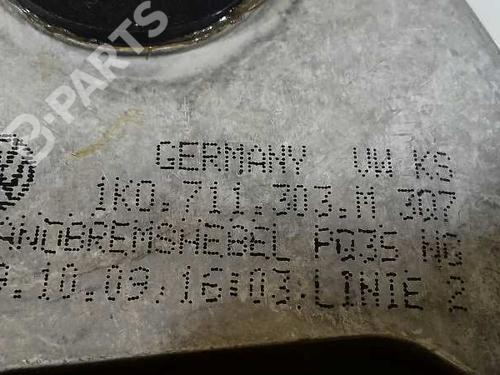 B-PARTS
GERMANY VW KS
1K0.711.303.M 307
ANDBREMSHEBEL PQ35 NG
.10.09.16:03.LINIE 2